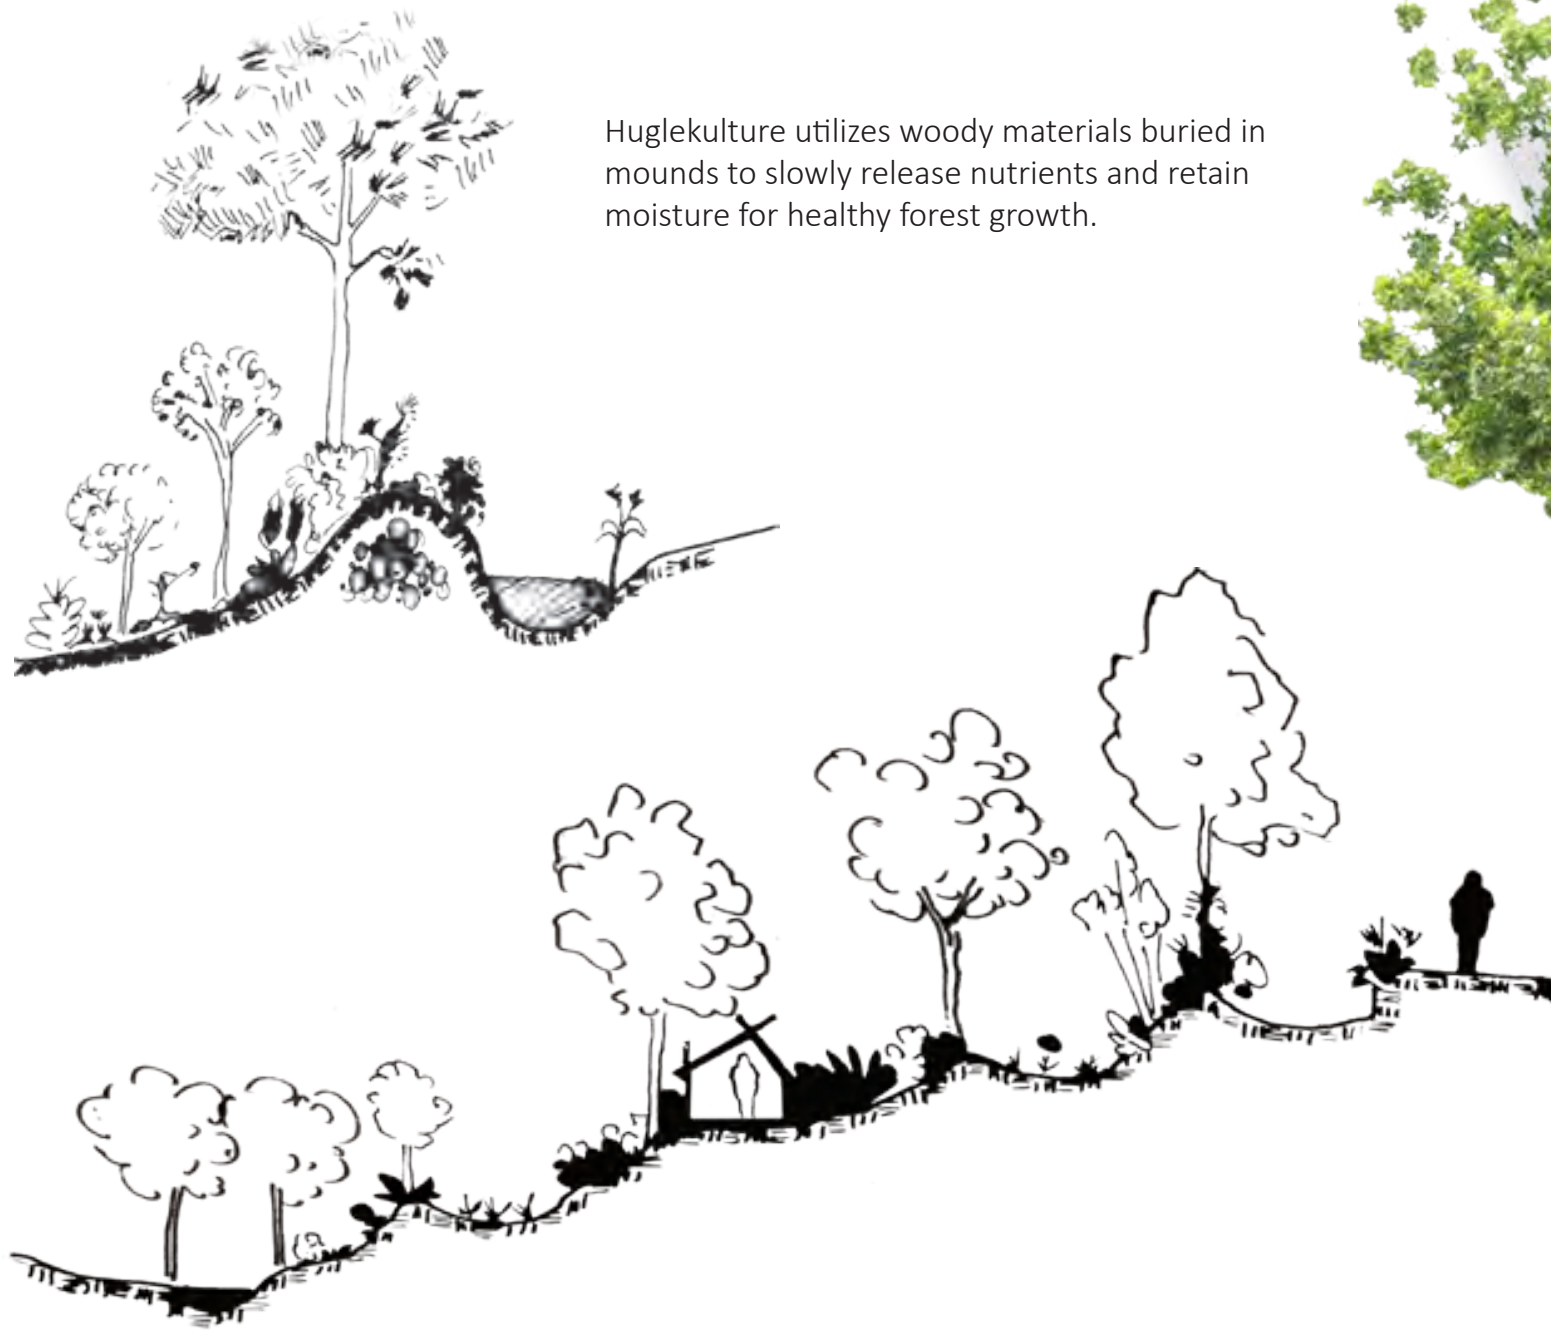 Huglekulture utilizes woody materials buried in
mounds to slowly release nutrients and retain
moisture for healthy forest growth.